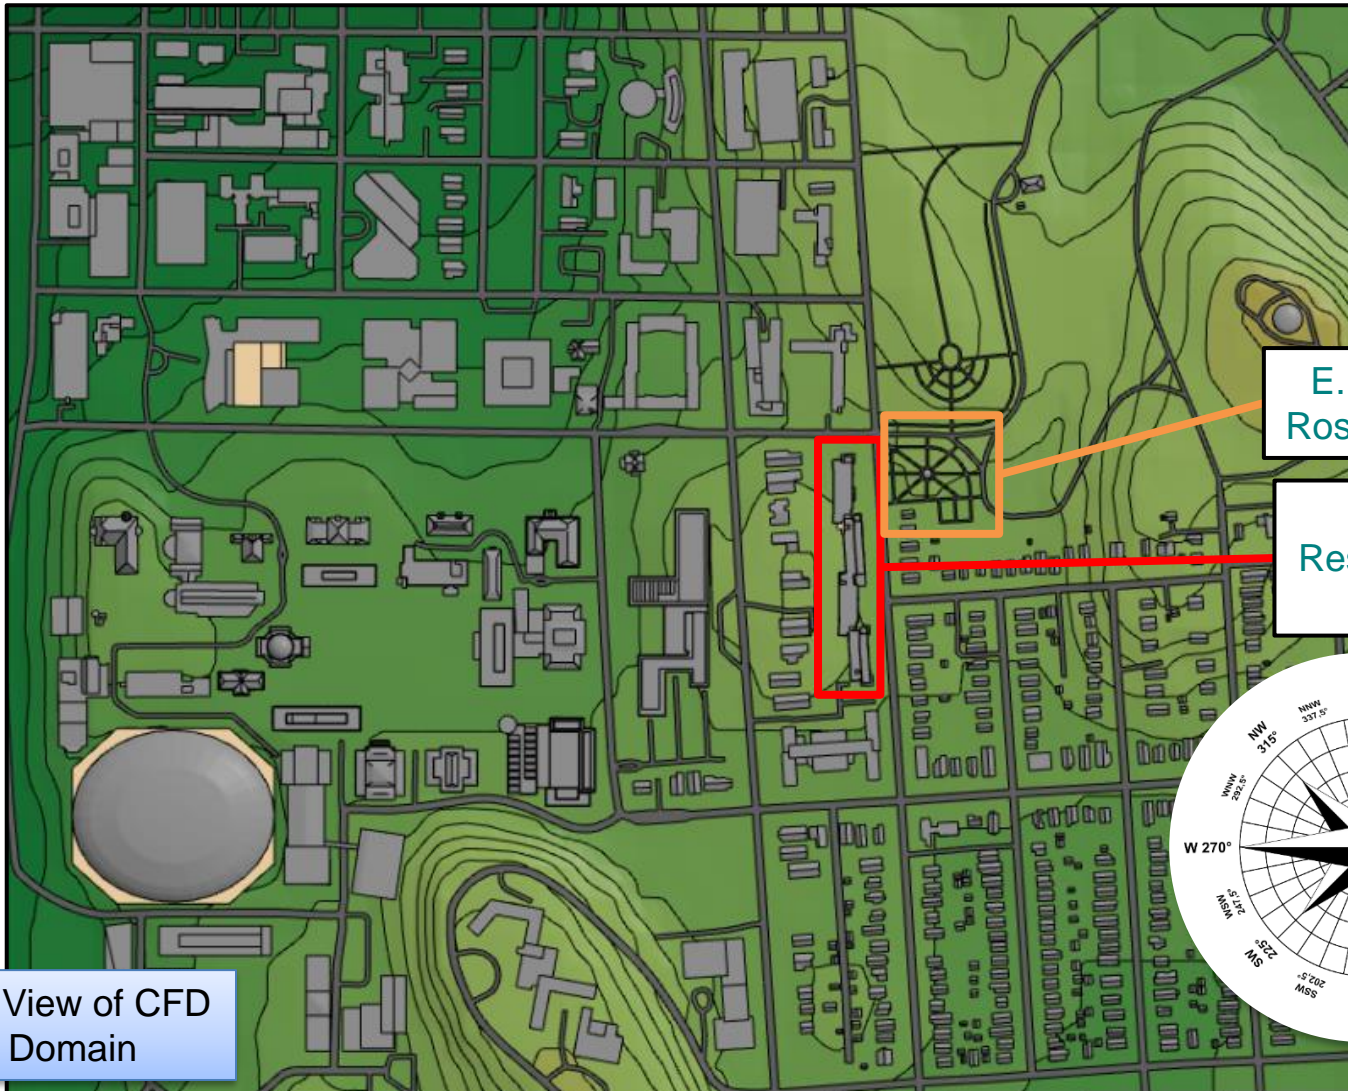 E.
Ros
Res
NNW
337,5°
NW
315°
WNW
292,5°
W 270°
WSW
247,5°
SW
225°
SSW
202,5°
View of CFD
Domain